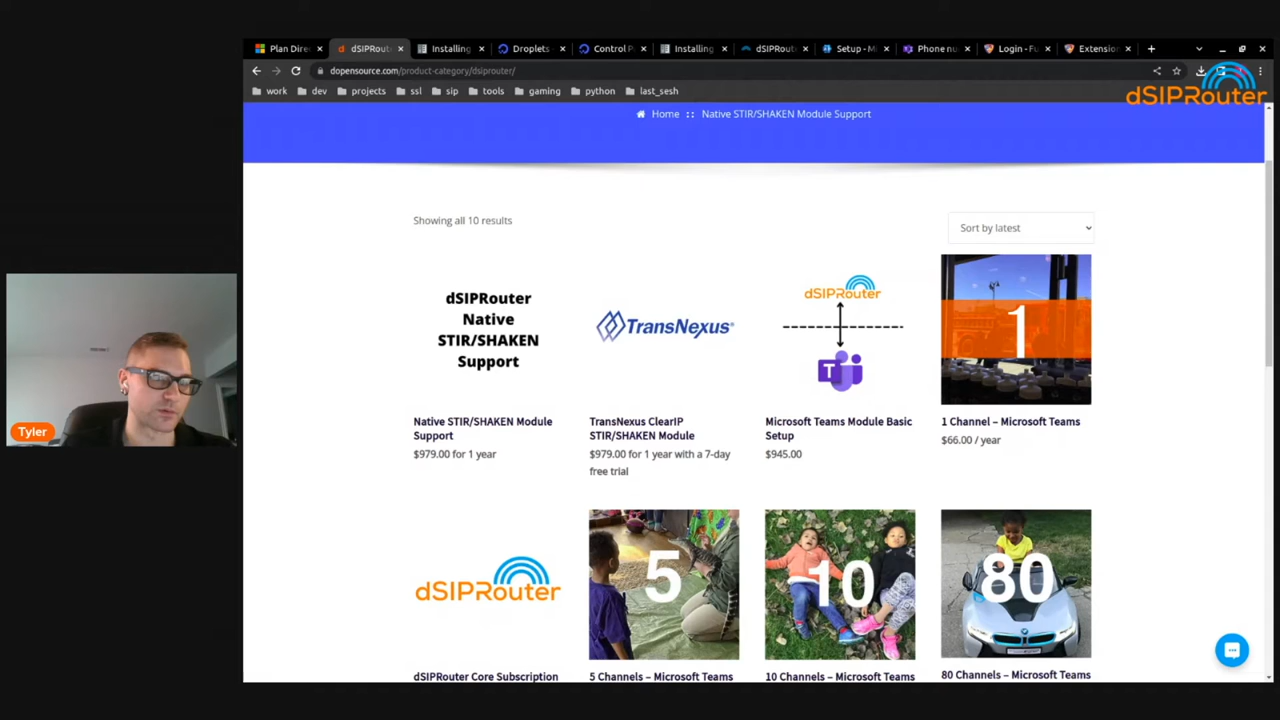 Plan Dire
dSIPRout
Installing
Droplets
Control P
Installing
dSIPRout
Setup - Mi
Phone nu
Login - Fu
Extension
dopensource.com/product-category/dsiprouter/
work
dev
projects
ssl
sip
tools
gaming
python
last_sesh
dSIPRouter
Home :: Native STIR/SHAKEN Module Support
Showing all 10 results
Sort by latest
dSIPRouter
Native
STIR/SHAKEN
Support
TransNexus
dSIPRouter
T
1
Native STIR/SHAKEN Module
Support
$979.00 for 1 year
TransNexus ClearIP
STIR/SHAKEN Module
$979.00 for 1 year with a 7-day
free trial
Microsoft Teams Module Basic
Setup
$945.00
1 Channel – Microsoft Teams
$66.00 / year
Tyler
dSIPRouter
5
10
80
dSIPRouter Core Subscription
5 Channels – Microsoft Teams
10 Channels – Microsoft Teams
80 Channels – Microsoft Teams